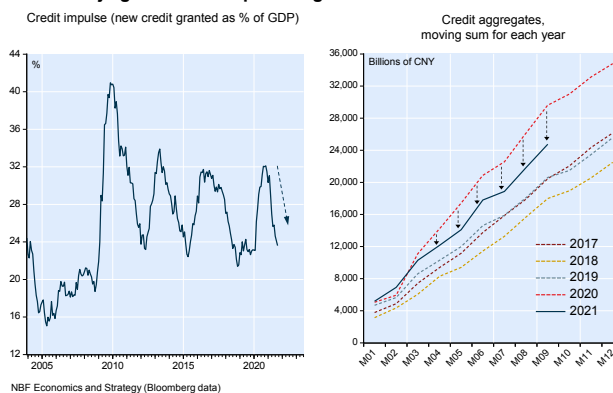 Credit impulse (new credit granted as % of GDP)
%
44
40
36
32
28
24
20
16
12
2005
2010
2015
2020
Credit aggregates,
moving sum for each year
Billions of CNY
36,000
32,000
28,000
24,000
20,000
16,000
12,000
8,000
4,000
0
2017
2018
2019
2020
2021
M01
M02
M03
M04
M05
M06
M07
M08
M09
M10
M11
M12
NBF Economics and Strategy (Bloomberg data)